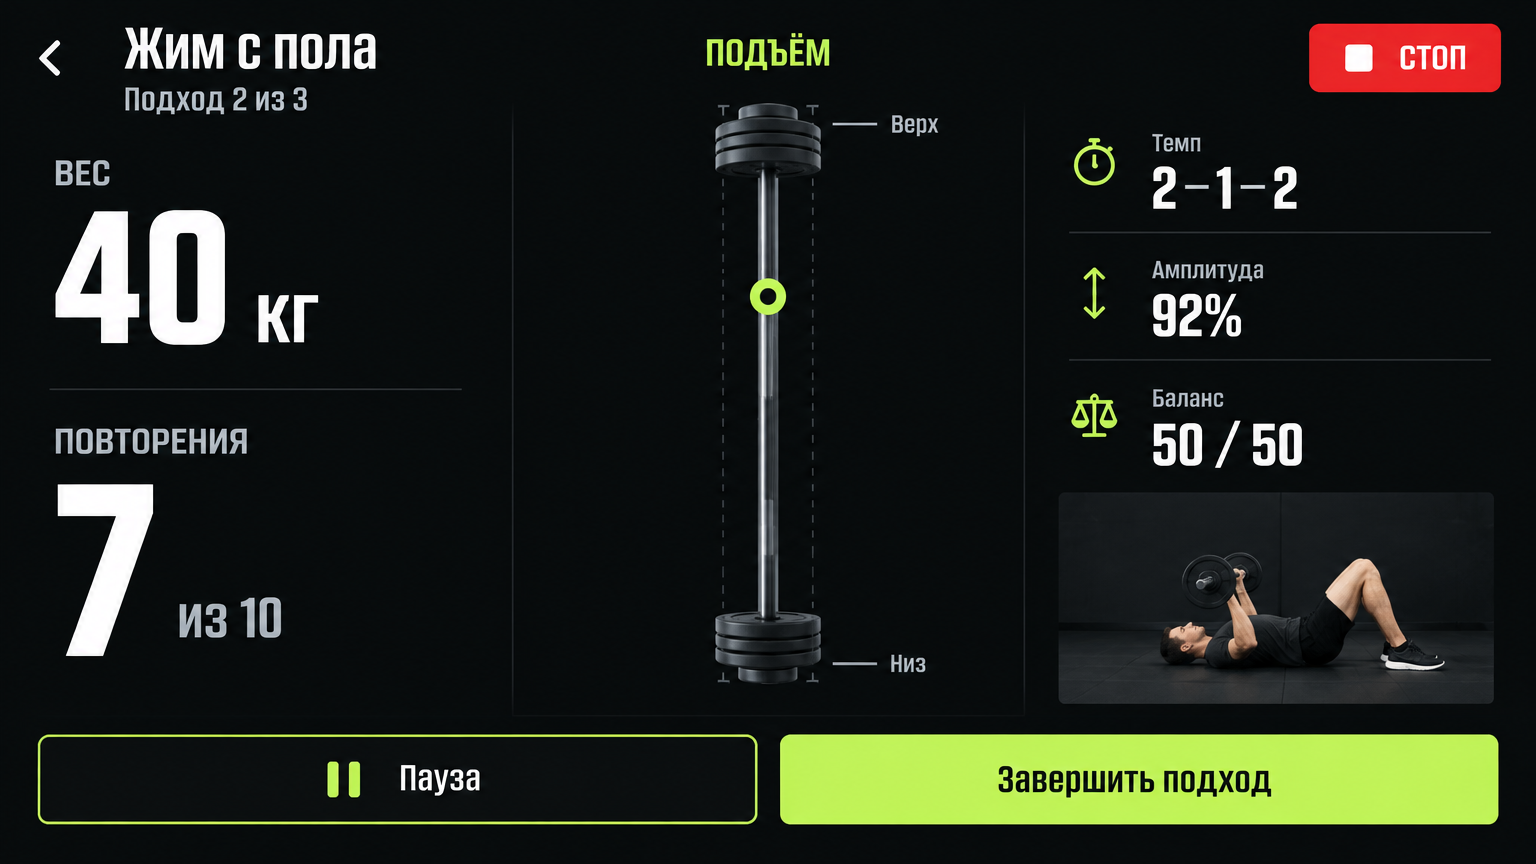 Жим с пола
Подход 2 из 3
ВЕС
40 кг
ПОВТОРЕНИЯ
7 из 10
ПОДЪЁМ
Верх
Низ
СТОП
Темп
2–1–2
Амплитуда
92%
Баланс
50 / 50
Пауза
Завершить подход